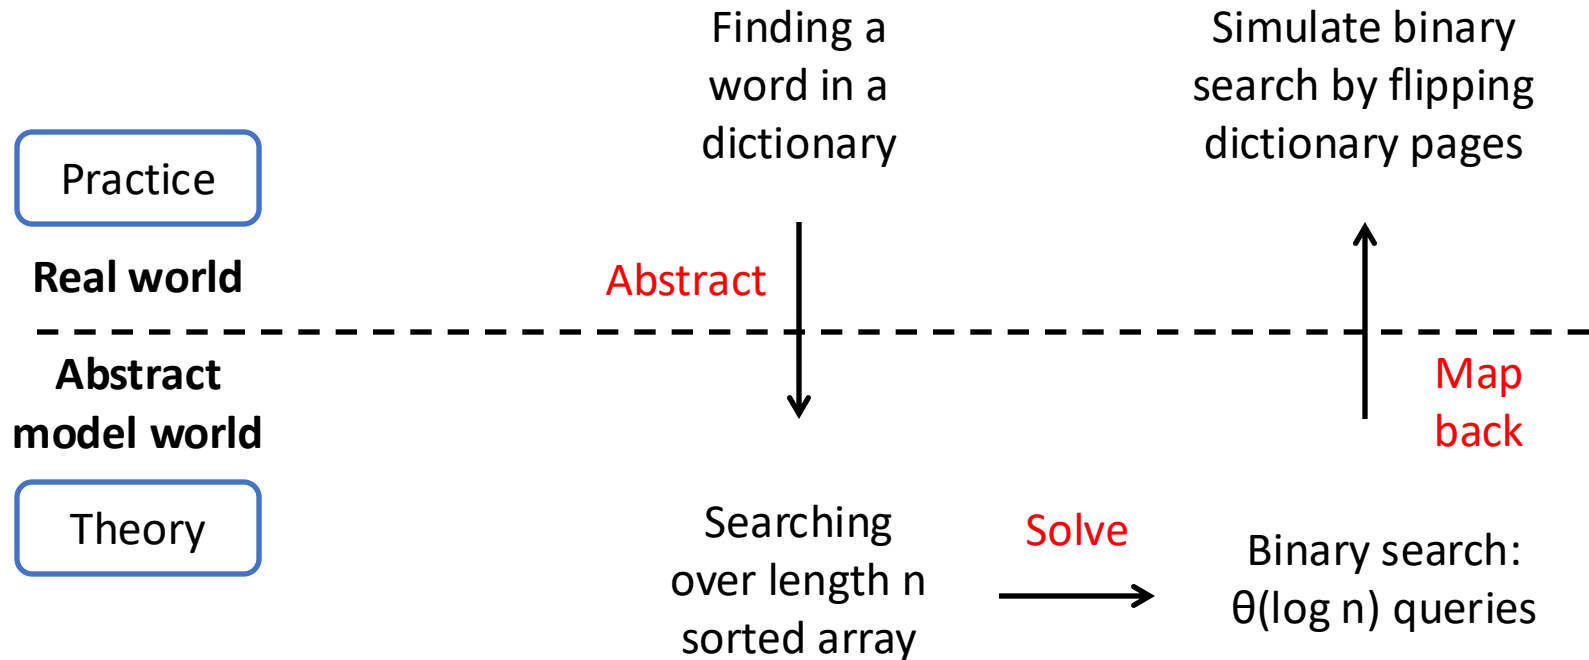 Finding a
word in a
dictionary
Simulate binary
search by flipping
dictionary pages
Practice
Real world
Abstract
Abstract
model world
Map
back
Theory
Searching
over length n
sorted array
Solve
Binary search:
θ(log n) queries